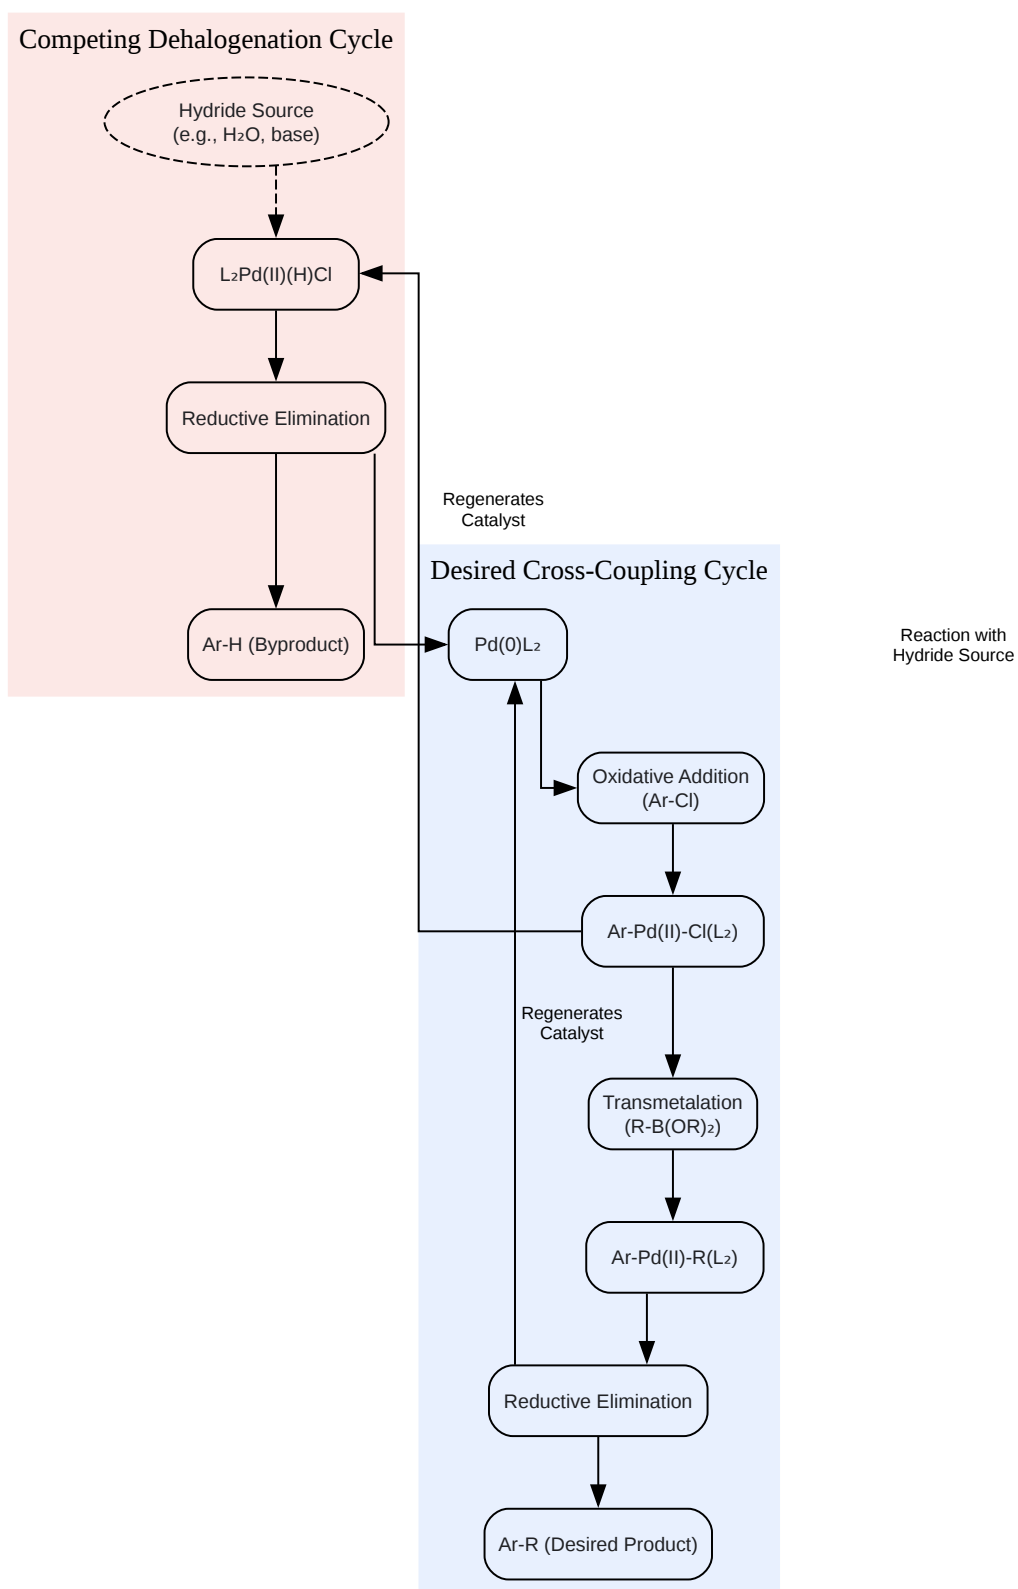 Competing Dehalogenation Cycle
Hydride Source
(e.g., H₂O, base)
L₂Pd(II)(H)Cl
Reductive Elimination
Regenerates
Catalyst
Desired Cross-Coupling Cycle
Ar-H (Byproduct)
Pd(0)L₂
Reaction with
Hydride Source
Oxidative Addition
(Ar-Cl)
Ar-Pd(II)-Cl(L₂)
Regenerates
Catalyst
Transmetalation
(R-B(OR)₂)
Ar-Pd(II)-R(L₂)
Reductive Elimination
Ar-R (Desired Product)